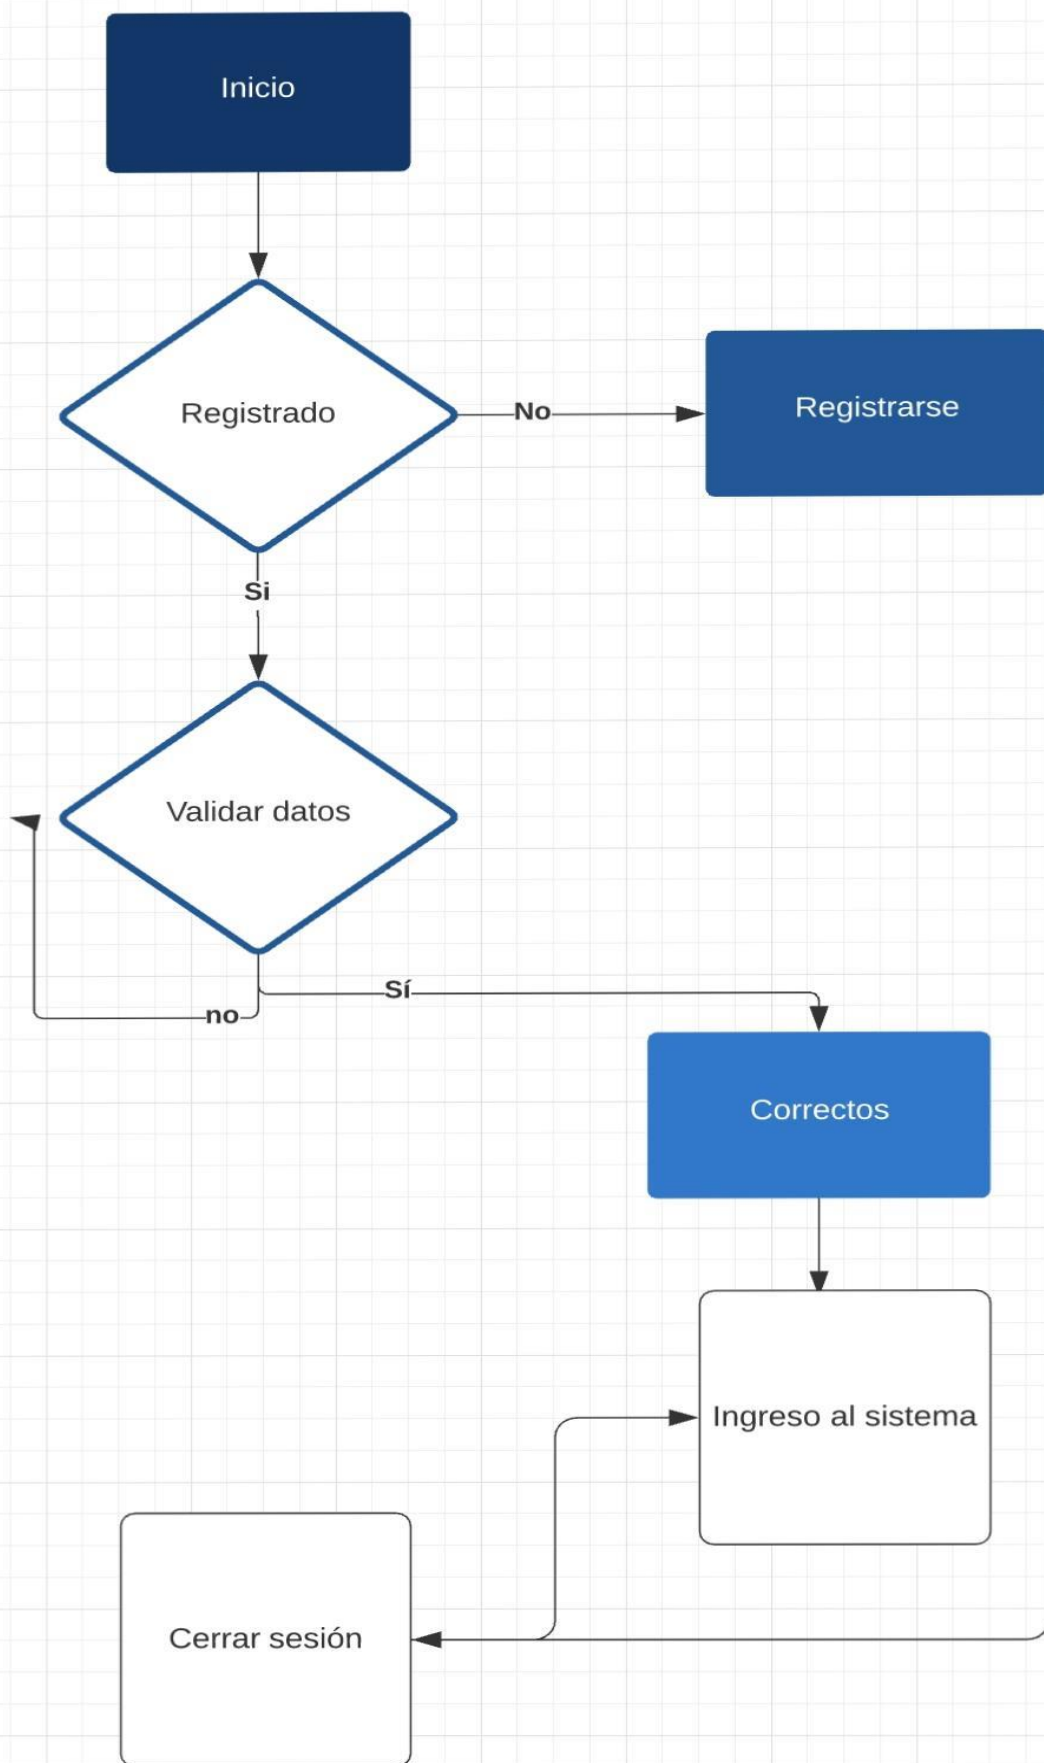 Inicio
Registrado
No
Registrarse
Si
Validar datos
Sí
no
Correctos
Ingreso al sistema
Cerrar sesión